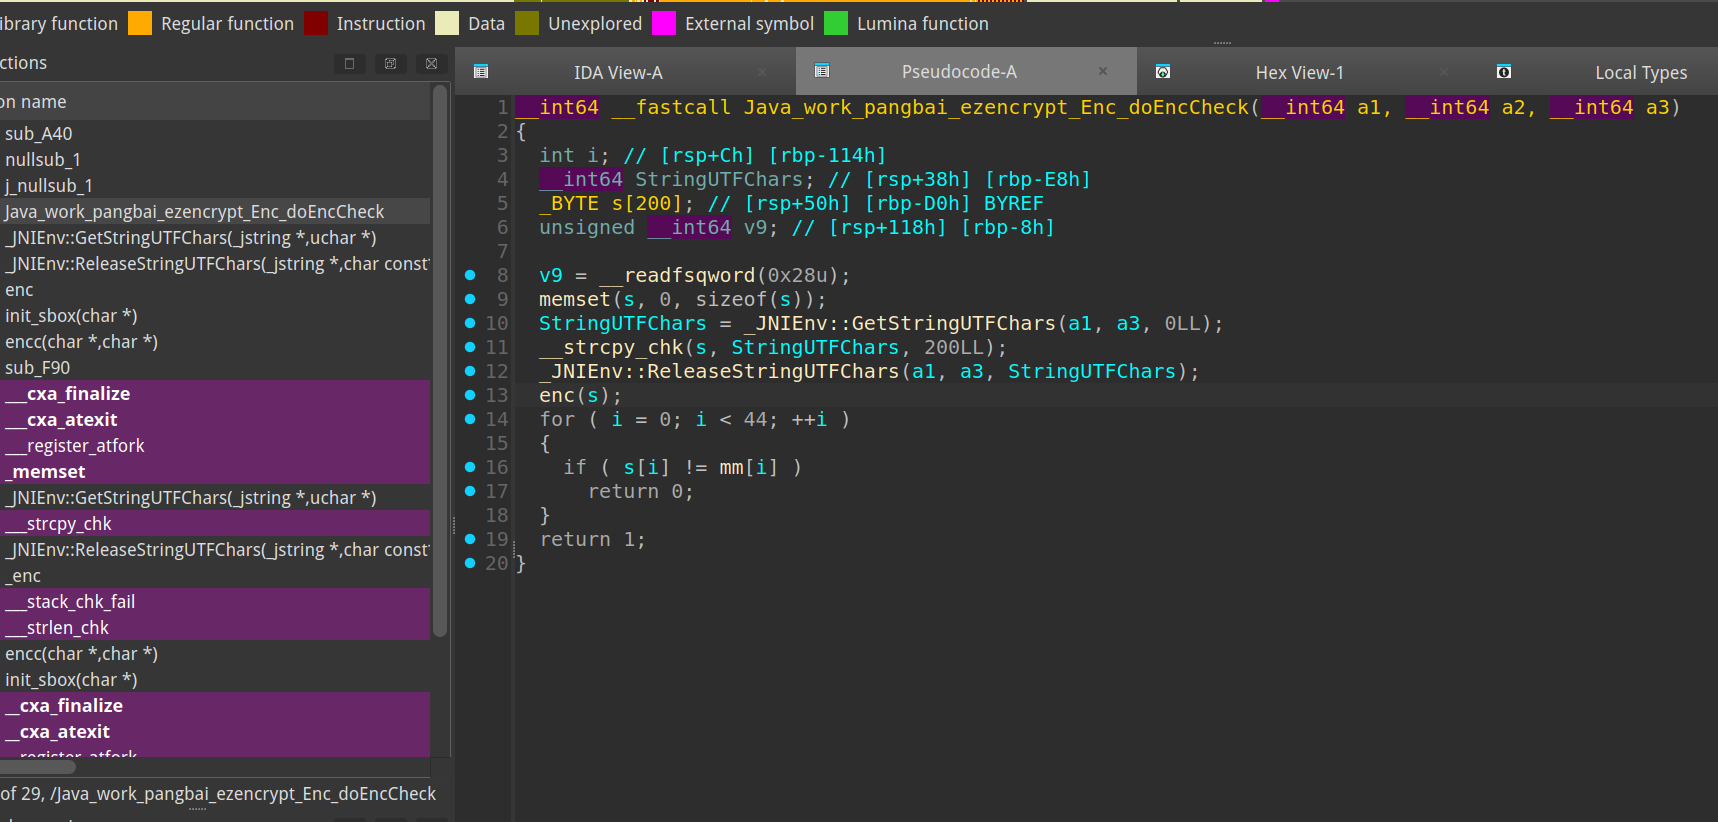 ibrary function Regular function Instruction Data Unexplored External symbol Lumina function
ctions
on name
sub_A40
nullsub_1
j_nullsub_1
Java_work_pangbai_ezencrypt_Enc_doEncCheck
_JNIEnv::GetStringUTFChars(_jstring *,uchar *)
_JNIEnv::ReleaseStringUTFChars(_jstring *,char const
enc
init_sbox(char *)
encc(char *,char *)
sub_F90
___cxa_finalize
___cxa_atexit
___register_atfork
_memset
_JNIEnv::GetStringUTFChars(_jstring *,uchar *)
___strcpy_chk
_JNIEnv::ReleaseStringUTFChars(_jstring *,char const
_enc
___stack_chk_fail
___strlen_chk
encc(char *,char *)
init_sbox(char *)
__cxa_finalize
__cxa_atexit
__register_atfork
of 29, /Java_work_pangbai_ezencrypt_Enc_doEncCheck
IDA View-A × Pseudocode-A × Hex View-1 × Local Types
1 __int64 __fastcall Java_work_pangbai_ezencrypt_Enc_doEncCheck(__int64 a1, __int64 a2, __int64 a3)
2 {
3 int i; // [rsp+Ch] [rbp-114h]
4 __int64 StringUTFChars; // [rsp+38h] [rbp-E8h]
5 _BYTE s[200]; // [rsp+50h] [rbp-D0h] BYREF
6 unsigned __int64 v9; // [rsp+118h] [rbp-8h]
7
8 v9 = __readfsqword(0x28u);
9 memset(s, 0, sizeof(s));
10 StringUTFChars = _JNIEnv::GetStringUTFChars(a1, a3, 0LL);
11 __strcpy_chk(s, StringUTFChars, 200LL);
12 _JNIEnv::ReleaseStringUTFChars(a1, a3, StringUTFChars);
13 enc(s);
14 for ( i = 0; i < 44; ++i )
15 {
16 if ( s[i] != mm[i] )
17 return 0;
18 }
19 return 1;
20 }